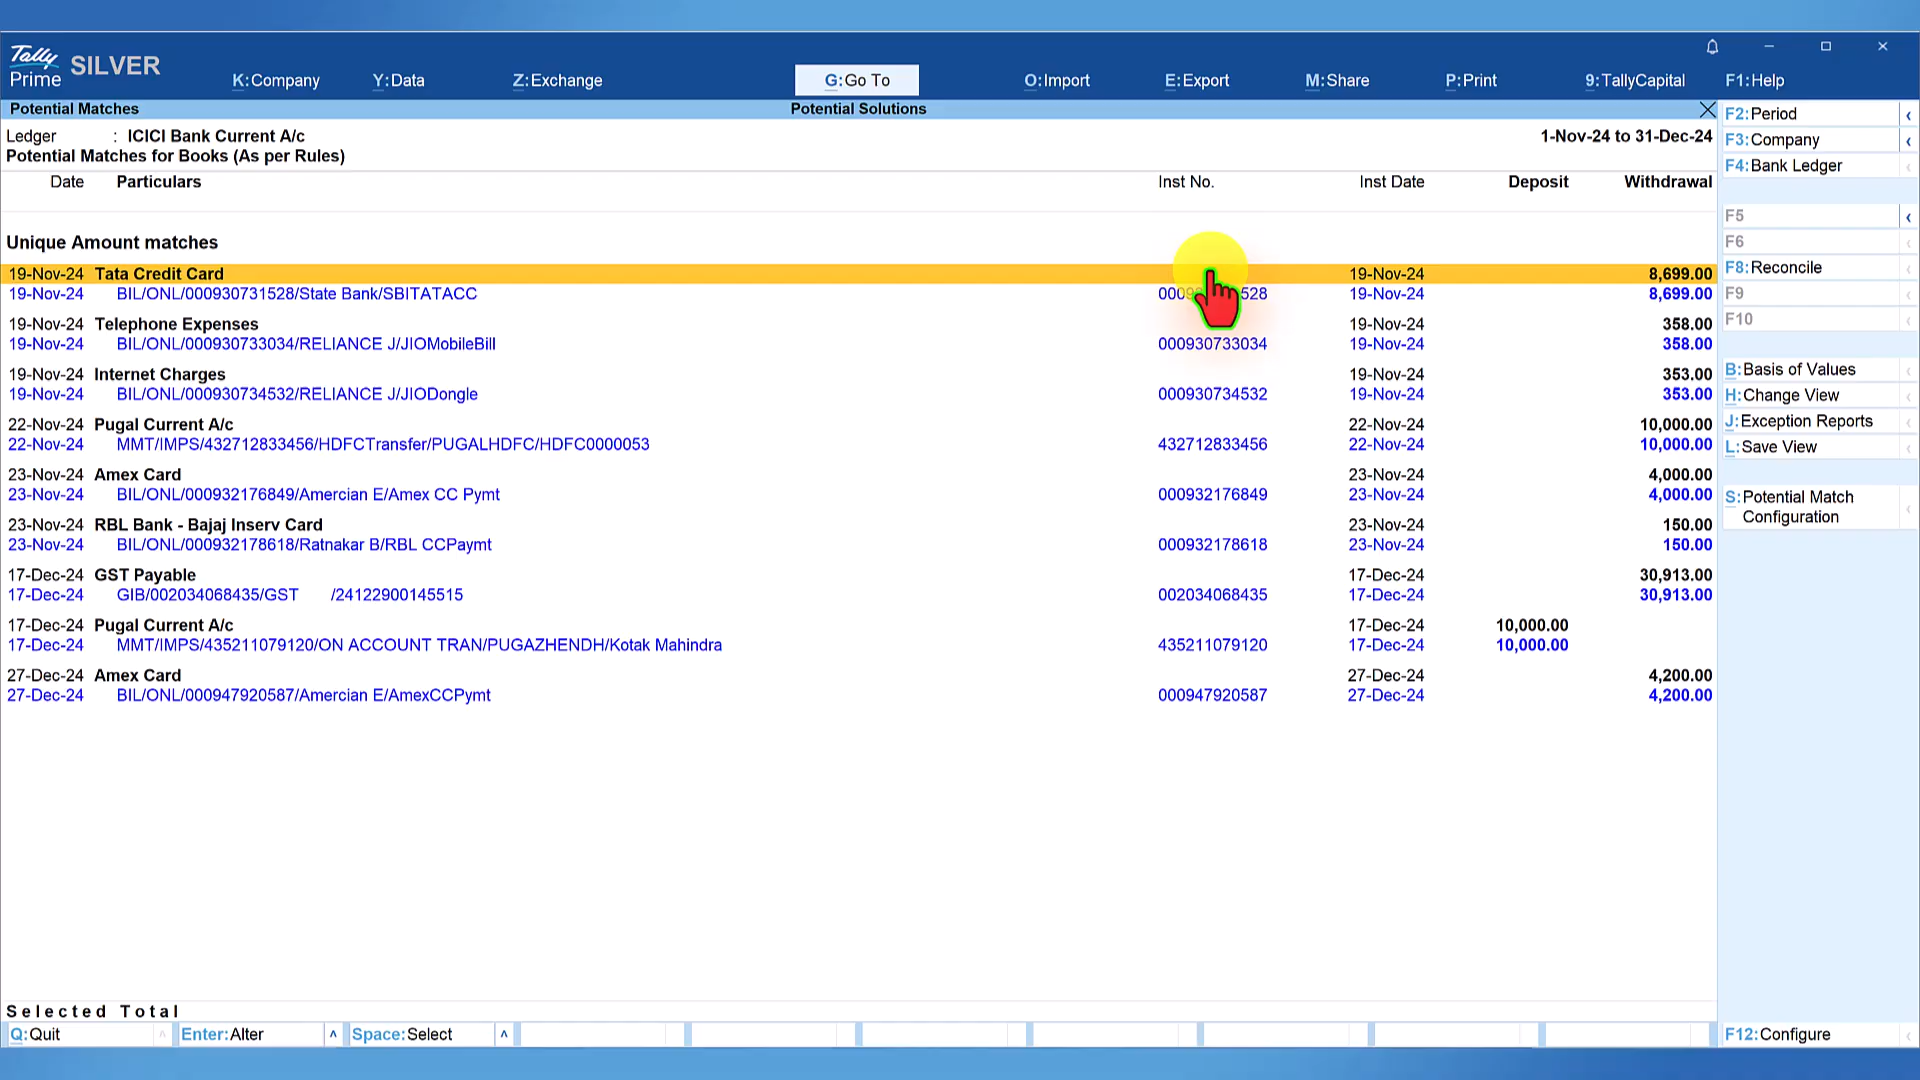 Tally Prime SILVER
K:Company Y:Data Z:Exchange G:Go To O:Import E:Export M:Share P:Print 9:TallyCapital F1:Help
Potential Matches Potential Solutions
Ledger : ICICI Bank Current A/c 1-Nov-24 to 31-Dec-24
Potential Matches for Books (As per Rules)
Date Particulars Inst No. Inst Date Deposit Withdrawal
Unique Amount matches
19-Nov-24 Tata Credit Card 19-Nov-24 8,699.00
19-Nov-24 BIL/ONL/000930731528/State Bank/SBITATACC 19-Nov-24 8,699.00
19-Nov-24 Telephone Expenses 19-Nov-24 358.00
19-Nov-24 BIL/ONL/000930733034/RELIANCE J/JIOMobileBill 000930733034 19-Nov-24 358.00
19-Nov-24 Internet Charges 19-Nov-24 353.00
19-Nov-24 BIL/ONL/000930734532/RELIANCE J/JIODongle 000930734532 19-Nov-24 353.00
22-Nov-24 Pugal Current A/c 22-Nov-24 10,000.00
22-Nov-24 MMT/IMPS/432712833456/HDFCTransfer/PUGALHDFC/HDFC0000053 432712833456 22-Nov-24 10,000.00
23-Nov-24 Amex Card 23-Nov-24 4,000.00
23-Nov-24 BIL/ONL/000932176849/Amercian E/Amex CC Pymt 000932176849 23-Nov-24 4,000.00
23-Nov-24 RBL Bank - Bajaj Inserv Card 23-Nov-24 150.00
23-Nov-24 BIL/ONL/000932178618/Ratnakar B/RBL CCPaymt 000932178618 23-Nov-24 150.00
17-Dec-24 GST Payable 17-Dec-24 30,913.00
17-Dec-24 GIB/002034068435/GST /24122900145515 002034068435 17-Dec-24 30,913.00
17-Dec-24 Pugal Current A/c 17-Dec-24 10,000.00
17-Dec-24 MMT/IMPS/435211079120/ON ACCOUNT TRAN/PUGAZHENDH/Kotak Mahindra 435211079120 17-Dec-24 10,000.00
27-Dec-24 Amex Card 27-Dec-24 4,200.00
27-Dec-24 BIL/ONL/000947920587/Amercian E/AmexCCPymt 000947920587 27-Dec-24 4,200.00
Selected Total
Q:Quit Enter:Alter Space:Select
F2:Period
F3:Company
F4:Bank Ledger
F5
F6
F8:Reconcile
F9
F10
B:Basis of Values
H:Change View
J:Exception Reports
L:Save View
S:Potential Match
Configuration
F12:Configure